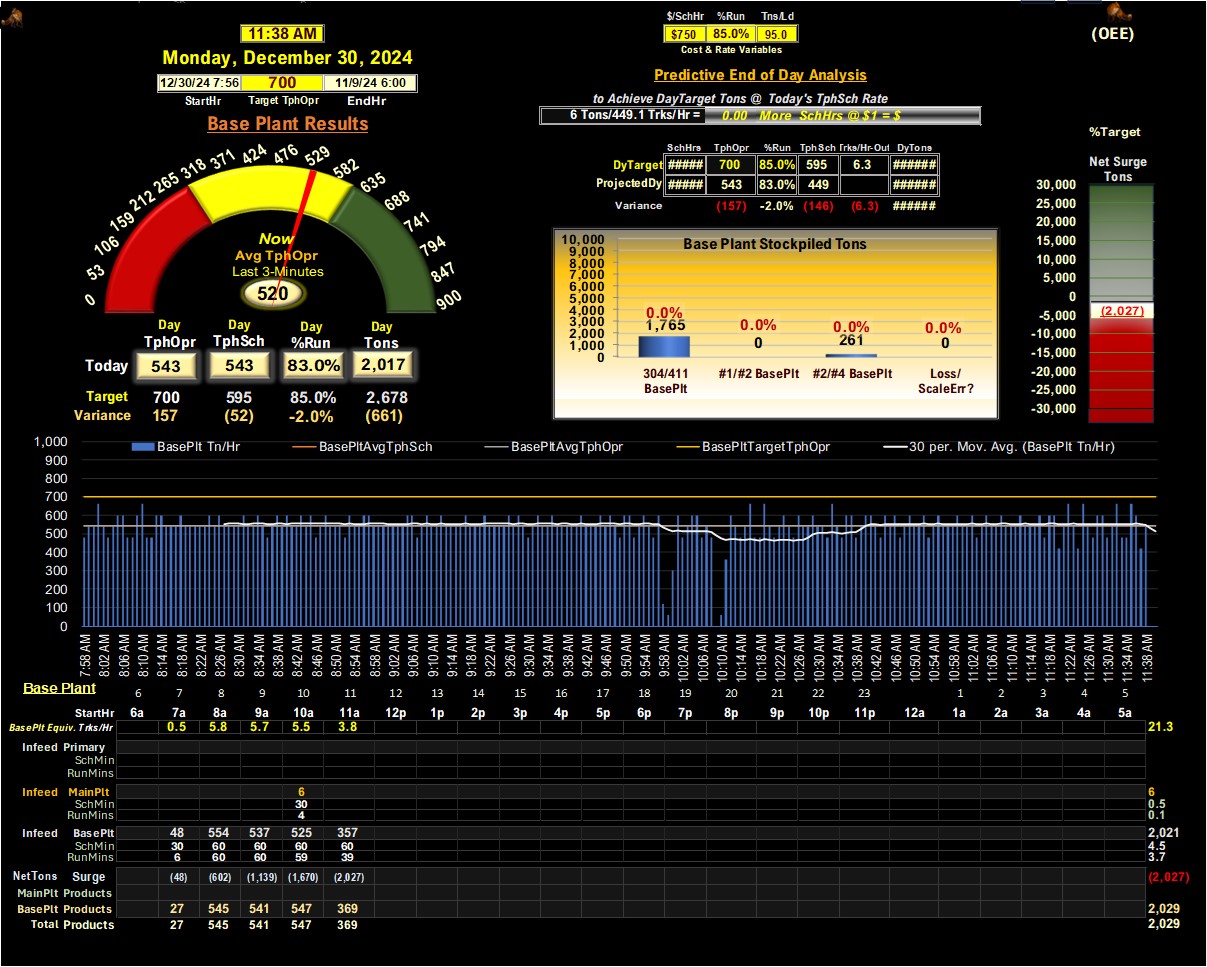 $/SchHr %Run Tns/Ld
$750 85.0% 95.0
Cost & Rate Variables
(OEE)
11:38 AM
Monday, December 30, 2024
12/30/24 7:56 700 11/9/24 6:00
StartHr Target TphOpr EndHr
Base Plant Results
Predictive End of Day Analysis
to Achieve DayTarget Tons @ Today's TphSch Rate
6 Tons/449.1 Trks/Hr = 0.00 More SchHrs @ $1 = $
SchHrs TphOpr %Run TphSch Trks/Hr-Out DyTons
DyTarget ##### 700 85.0% 595 6.3 ######
ProjectedDy ##### 543 83.0% 449 ######
Variance (157) -2.0% (146) (6.3) ######
%Target
Net Surge
Tons
30,000
25,000
20,000
15,000
10,000
5,000
0
-5,000
-10,000
-15,000
-20,000
-25,000
-30,000
(2,027)
0 53 106 159 212 265 318 371 424 476 529 582 635 688 741 794 847 900
Now
Avg TphOpr
Last 3-Minutes
520
Day Day Day Day
TphOpr TphSch %Run Tons
Today 543 543 83.0% 2,017
Target 700 595 85.0% 2,678
Variance 157 (52) -2.0% (661)
Base Plant Stockpiled Tons
10,000
9,000
8,000
7,000
6,000
5,000
4,000
3,000
2,000
1,000
0
0.0% 0.0% 0.0% 0.0%
1,765 0 261 0
304/411 BasePlt #1/#2 BasePlt #2/#4 BasePlt Loss/ ScaleErr?
BasePlt Tn/Hr BasePltAvgTphSch BasePltAvgTphOpr BasePltTargetTphOpr 30 per. Mov. Avg. (BasePlt Tn/Hr)
1,000
900
800
700
600
500
400
300
200
100
0
7:58 AM 8:02 AM 8:06 AM 8:10 AM 8:14 AM 8:18 AM 8:22 AM 8:26 AM 8:30 AM 8:34 AM 8:38 AM 8:42 AM 8:46 AM 8:50 AM 8:54 AM 8:58 AM 9:02 AM 9:06 AM 9:10 AM 9:14 AM 9:18 AM 9:22 AM 9:26 AM 9:30 AM 9:34 AM 9:38 AM 9:42 AM 9:46 AM 9:50 AM 9:54 AM 9:58 AM 10:02 AM 10:06 AM 10:10 AM 10:14 AM 10:18 AM 10:22 AM 10:26 AM 10:30 AM 10:34 AM 10:38 AM 10:42 AM 10:46 AM 10:50 AM 10:54 AM 10:58 AM 11:02 AM 11:06 AM 11:10 AM 11:14 AM 11:18 AM 11:22 AM 11:26 AM 11:30 AM 11:34 AM 11:38 AM
Base Plant 6 7 8 9 10 11 12 13 14 15 16 17 18 19 20 21 22 23 1 2 3 4 5
StartHr 6a 7a 8a 9a 10a 11a 12p 1p 2p 3p 4p 5p 6p 7p 8p 9p 10p 11p 12a 1a 2a 3a 4a 5a
BasePlt Equiv. Trks/Hr 0.5 5.8 5.7 5.5 3.8 21.3
Infeed Primary
SchMin
RunMins
Infeed MainPlt 6 6
SchMin 30 0.5
RunMins 4 0.1
Infeed BasePlt 48 554 537 525 357 2,021
SchMin 30 60 60 60 60 4.5
RunMins 6 60 60 59 39 3.7
NetTons Surge (48) (602) (1,139) (1,670) (2,027) (2,027)
MainPlt Products
BasePlt Products 27 545 541 547 369 2,029
Total Products 27 545 541 547 369 2,029